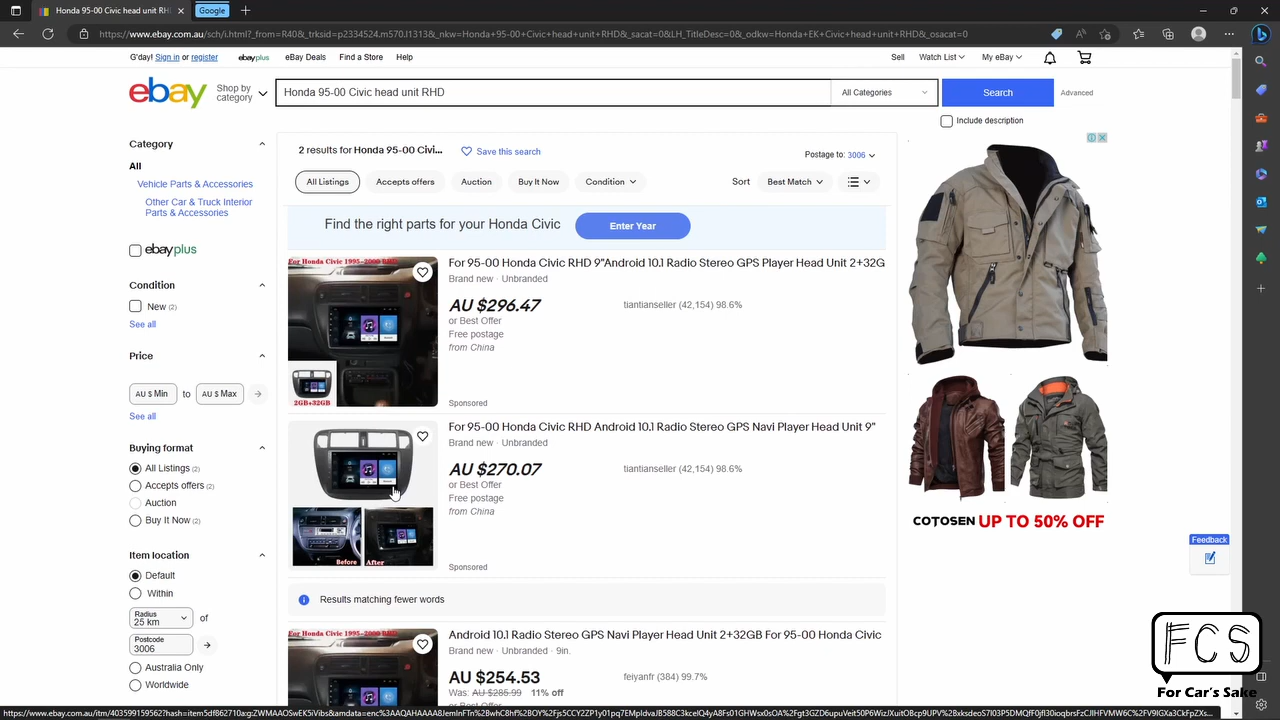 Honda 95-00 Civic head unit RHD
Google
https://www.ebay.com.au/sch/i.html?_from=R40&_trksid=p2334524.m570.l1313&_nkw=Honda+95-00+Civic+head+unit+RHD&_sacat=0&LH_TitleDesc=0&_odkw=Honda+EK+Civic+head+unit+RHD&_osacat=0
G'day! Sign in or register
ebayplus
eBay Deals
Find a Store
Help
Sell
Watch List
My eBay
ebay
Shop by category
Honda 95-00 Civic head unit RHD
All Categories
Search
Advanced
Include description
Category
All
Vehicle Parts & Accessories
Other Car & Truck Interior
Parts & Accessories
ebayplus
Condition
New (2)
See all
Price
AU $ Min to AU $ Max
See all
Buying format
All Listings (2)
Accepts offers (2)
Auction
Buy It Now (2)
Item location
Default
Within
Radius
25 km
of
Postcode
3006
Australia Only
Worldwide
2 results for Honda 95-00 Civi...
Save this search
Postage to: 3006
All Listings
Accepts offers
Auction
Buy It Now
Condition
Sort
Best Match
Find the right parts for your Honda Civic
Enter Year
For Honda Civic 1995-2000 RHD
2GB+32GB
For 95-00 Honda Civic RHD 9"Android 10.1 Radio Stereo GPS Player Head Unit 2+32G
Brand new · Unbranded
AU $296.47
or Best Offer
Free postage
from China
tiantianseller (42,154) 98.6%
Sponsored
Before
After
For 95-00 Honda Civic RHD Android 10.1 Radio Stereo GPS Navi Player Head Unit 9"
Brand new · Unbranded
AU $270.07
or Best Offer
Free postage
from China
tiantianseller (42,154) 98.6%
Sponsored
Results matching fewer words
For Honda Civic 1995-2000 RHD
Android 10.1 Radio Stereo GPS Navi Player Head Unit 2+32GB For 95-00 Honda Civic
Brand new · Unbranded · 9in.
AU $254.53
Was: AU $285.99 11% off
or Best Offer
feiyanfr (384) 99.7%
COTOSEN UP TO 50% OFF
Feedback
FCS
For Car's Sake